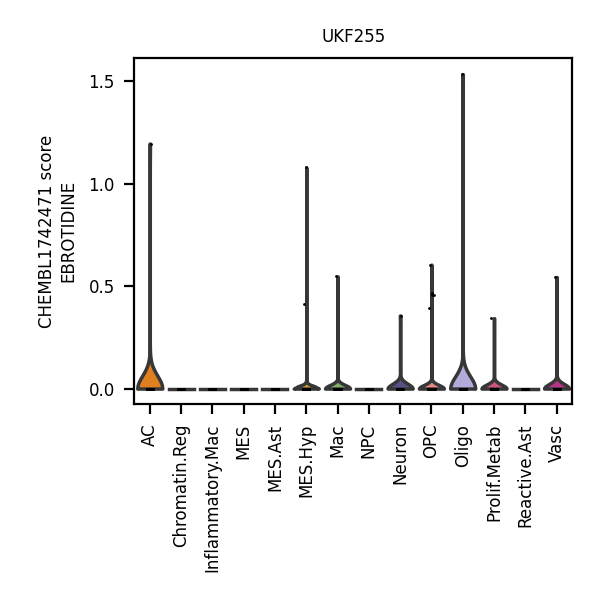 UKF255
CHEMBL1742471 score
EBROTIDINE
1.5
1.0
0.5
0.0
AC
Chromatin.Reg
Inflammatory.Mac
MES
MES.Ast
MES.Hyp
Mac
NPC
Neuron
OPC
Oligo
Prolif.Metab
Reactive.Ast
Vasc